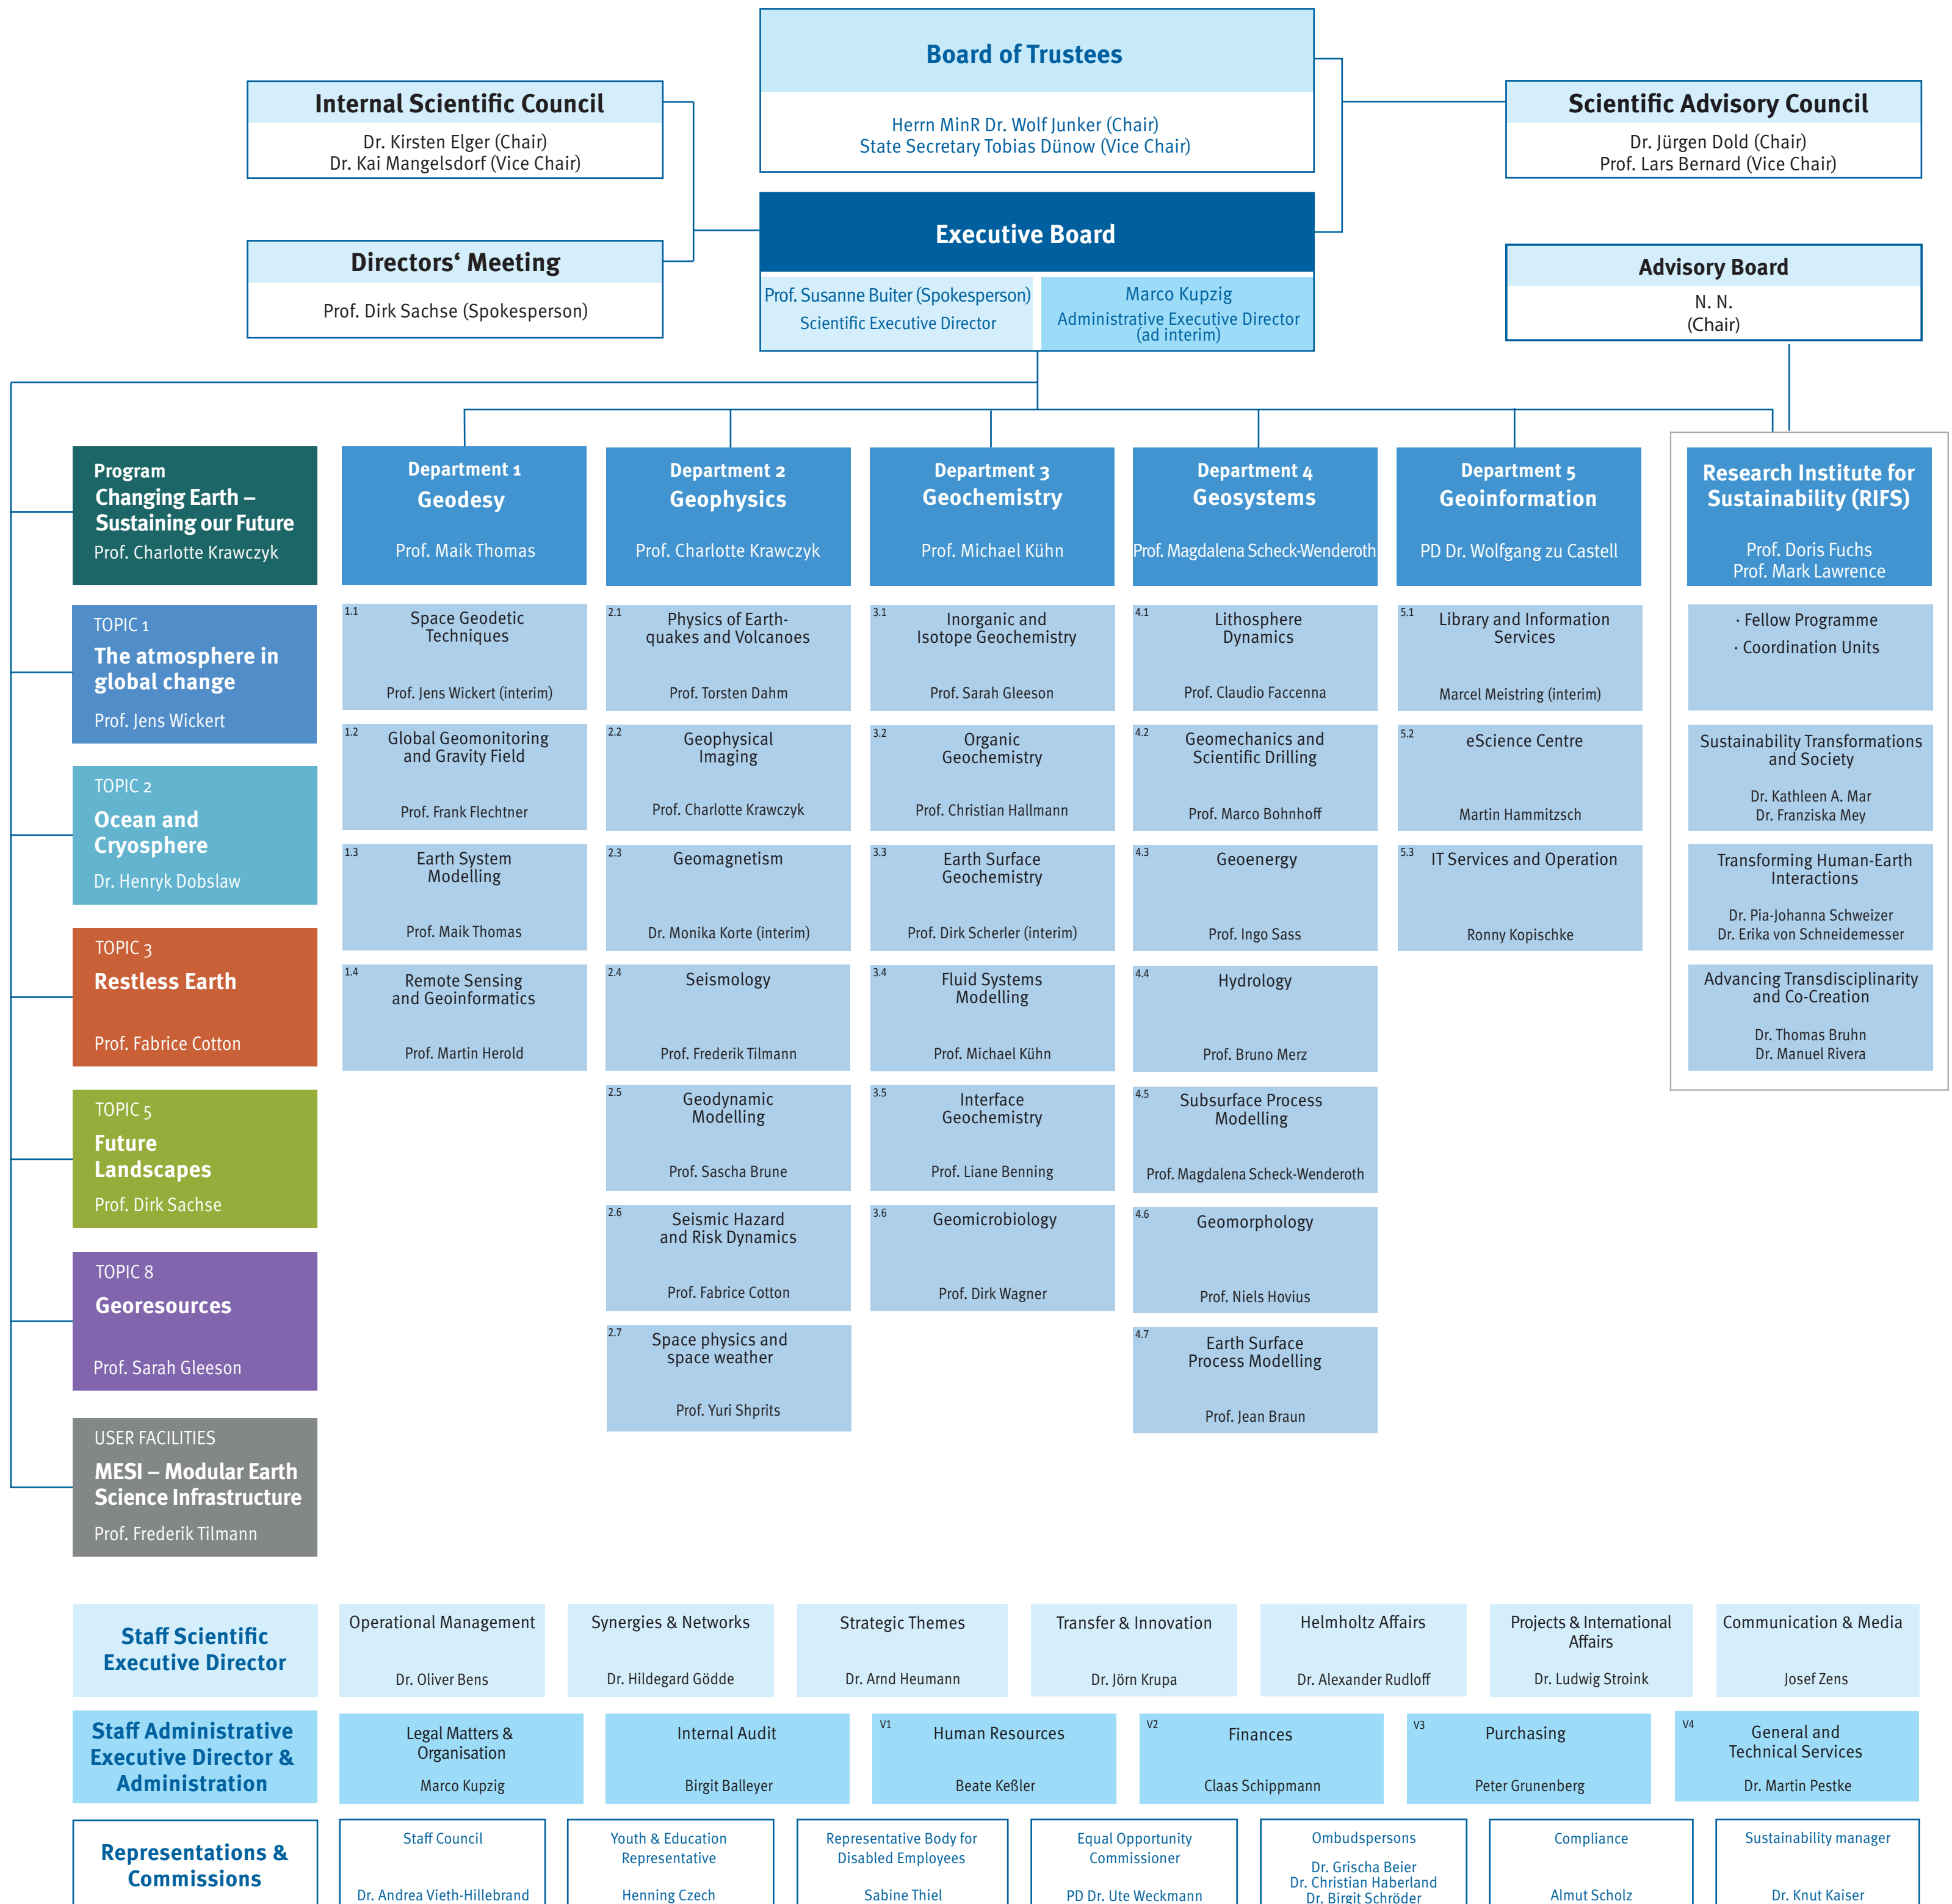 Board of Trustees
Herrn MinR Dr. Wolf Junker (Chair)
State Secretary Tobias Dünow (Vice Chair)
Internal Scientific Council
Dr. Kirsten Elger (Chair)
Dr. Kai Mangelsdorf (Vice Chair)
Scientific Advisory Council
Dr. Jürgen Dold (Chair)
Prof. Lars Bernard (Vice Chair)
Executive Board
Prof. Susanne Buiter (Spokesperson)
Scientific Executive Director
Marco Kupzig
Administrative Executive Director
(ad interim)
Directors‘ Meeting
Prof. Dirk Sachse (Spokesperson)
Advisory Board
N. N.
(Chair)
Program
Changing Earth –
Sustaining our Future
Prof. Charlotte Krawczyk
TOPIC 1
The atmosphere in
global change
Prof. Jens Wickert
TOPIC 2
Ocean and
Cryosphere
Dr. Henryk Dobslaw
TOPIC 3
Restless Earth
Prof. Fabrice Cotton
TOPIC 5
Future
Landscapes
Prof. Dirk Sachse
TOPIC 8
Georesources
Prof. Sarah Gleeson
USER FACILITIES
MESI – Modular Earth
Science Infrastructure
Prof. Frederik Tilmann
Department 1
Geodesy
Prof. Maik Thomas
1.1
Space Geodetic
Techniques
Prof. Jens Wickert (interim)
1.2
Global Geomonitoring
and Gravity Field
Prof. Frank Flechtner
1.3
Earth System
Modelling
Prof. Maik Thomas
1.4
Remote Sensing
and Geoinformatics
Prof. Martin Herold
Department 2
Geophysics
Prof. Charlotte Krawczyk
2.1
Physics of Earth-
quakes and Volcanoes
Prof. Torsten Dahm
2.2
Geophysical
Imaging
Prof. Charlotte Krawczyk
2.3
Geomagnetism
Dr. Monika Korte (interim)
2.4
Seismology
Prof. Frederik Tilmann
2.5
Geodynamic
Modelling
Prof. Sascha Brune
2.6
Seismic Hazard
and Risk Dynamics
Prof. Fabrice Cotton
2.7
Space physics and
space weather
Prof. Yuri Shprits
Department 3
Geochemistry
Prof. Michael Kühn
3.1
Inorganic and
Isotope Geochemistry
Prof. Sarah Gleeson
3.2
Organic
Geochemistry
Prof. Christian Hallmann
3.3
Earth Surface
Geochemistry
Prof. Dirk Scherler (interim)
3.4
Fluid Systems
Modelling
Prof. Michael Kühn
3.5
Interface
Geochemistry
Prof. Liane Benning
3.6
Geomicrobiology
Prof. Dirk Wagner
Department 4
Geosystems
Prof. Magdalena Scheck-Wenderoth
4.1
Lithosphere
Dynamics
Prof. Claudio Faccenna
4.2
Geomechanics and
Scientific Drilling
Prof. Marco Bohnhoff
4.3
Geoenergy
Prof. Ingo Sass
4.4
Hydrology
Prof. Bruno Merz
4.5
Subsurface Process
Modelling
Prof. Magdalena Scheck-Wenderoth
4.6
Geomorphology
Prof. Niels Hovius
4.7
Earth Surface
Process Modelling
Prof. Jean Braun
Department 5
Geoinformation
PD Dr. Wolfgang zu Castell
5.1
Library and Information
Services
Marcel Meistring (interim)
5.2
eScience Centre
Martin Hammitzsch
5.3
IT Services and Operation
Ronny Kopischke
Research Institute for
Sustainability (RIFS)
Prof. Doris Fuchs
Prof. Mark Lawrence
· Fellow Programme
· Coordination Units
Sustainability Transformations
and Society
Dr. Kathleen A. Mar
Dr. Franziska Mey
Transforming Human-Earth
Interactions
Dr. Pia-Johanna Schweizer
Dr. Erika von Schneidemesser
Advancing Transdisciplinarity
and Co-Creation
Dr. Thomas Bruhn
Dr. Manuel Rivera
Staff Scientific
Executive Director
Operational Management
Dr. Oliver Bens
Synergies & Networks
Dr. Hildegard Gödde
Strategic Themes
Dr. Arnd Heumann
Transfer & Innovation
Dr. Jörn Krupa
Helmholtz Affairs
Dr. Alexander Rudloff
Projects & International
Affairs
Dr. Ludwig Stroink
Communication & Media
Josef Zens
Staff Administrative
Executive Director &
Administration
Legal Matters &
Organisation
Marco Kupzig
Internal Audit
Birgit Balleyer
V1
Human Resources
Beate Keßler
V2
Finances
Claas Schippmann
V3
Purchasing
Peter Grunenberg
V4
General and
Technical Services
Dr. Martin Pestke
Representations &
Commissions
Staff Council
Dr. Andrea Vieth-Hillebrand
Youth & Education
Representative
Henning Czech
Representative Body for
Disabled Employees
Sabine Thiel
Equal Opportunity
Commissioner
PD Dr. Ute Weckmann
Ombudspersons
Dr. Grischa Beier
Dr. Christian Haberland
Dr. Birgit Schröder
Compliance
Almut Scholz
Sustainability manager
Dr. Knut Kaiser